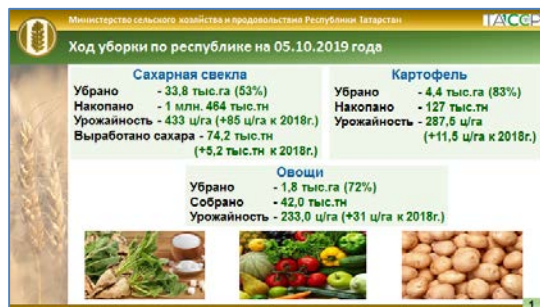 Министерство сельского хозяйства и продовольствия Республики Татарстан
ТАССР
Ход уборки по республике на 05.10.2019 года
Сахарная свекла
Убрано - 33,8 тыс.га (53%)
Накопано - 1 млн. 464 тыс.тн
Урожайность - 433 ц/га (+85 ц/га к 2018г.)
Выработано сахара - 74,2 тыс.тн
(+5,2 тыс.тн к 2018г.)
Картофель
Убрано - 4,4 тыс.га (83%)
Накопано - 127 тыс.тн
Урожайность - 287,5 ц/га
(+11,5 ц/га к 2018г.)
Овощи
Убрано - 1,8 тыс.га (72%)
Собрано - 42,0 тыс.тн
Урожайность - 233,0 ц/га (+31 ц/га к 2018г.)
1